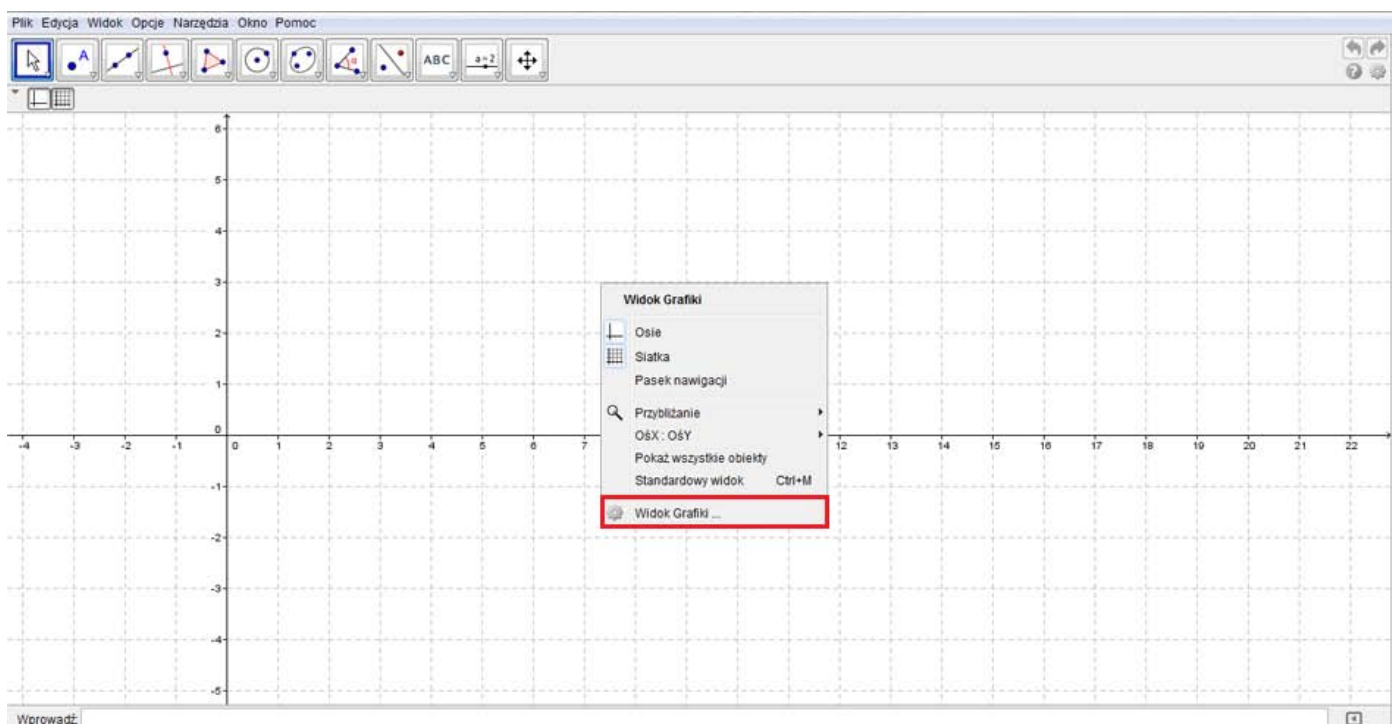 Plik Edycja Widok Opcje Narzędzia Okno Pomoc
A α ABC a=2
6
5
4
3
2
1
0
-4 -3 -2 -1 0 1 2 3 4 5 6 7 12 13 14 15 16 17 18 19 20 21 22
-1
-2
-3
-4
-5
Widok Grafiki
Osie
Siatka
Pasek nawigacji
Przybliżanie
OśX : OśY
Pokaż wszystkie obiekty
Standardowy widok Ctrl+M
Widok Grafiki ...
Wprowadź: